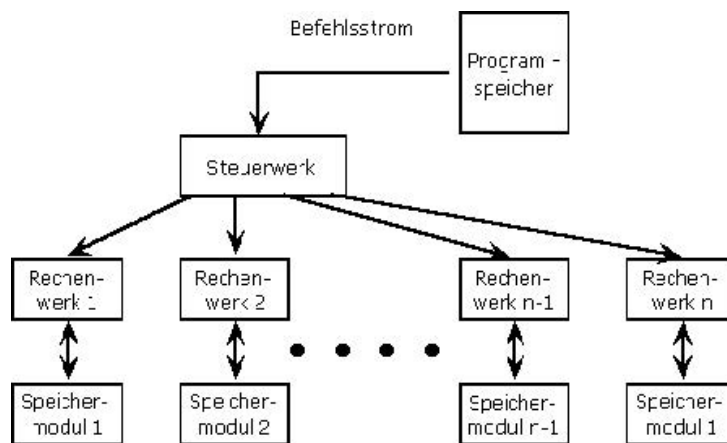 Befehlsstrom
Program-
speicher
Steuerwerk
Rechen-
werk 1
Rechen-
werk 2
Rechen-
werk n-1
Rechen-
werk n
Speicher-
modul 1
Speicher-
modul 2
Speicher-
modul n-1
Speicher-
modul 1